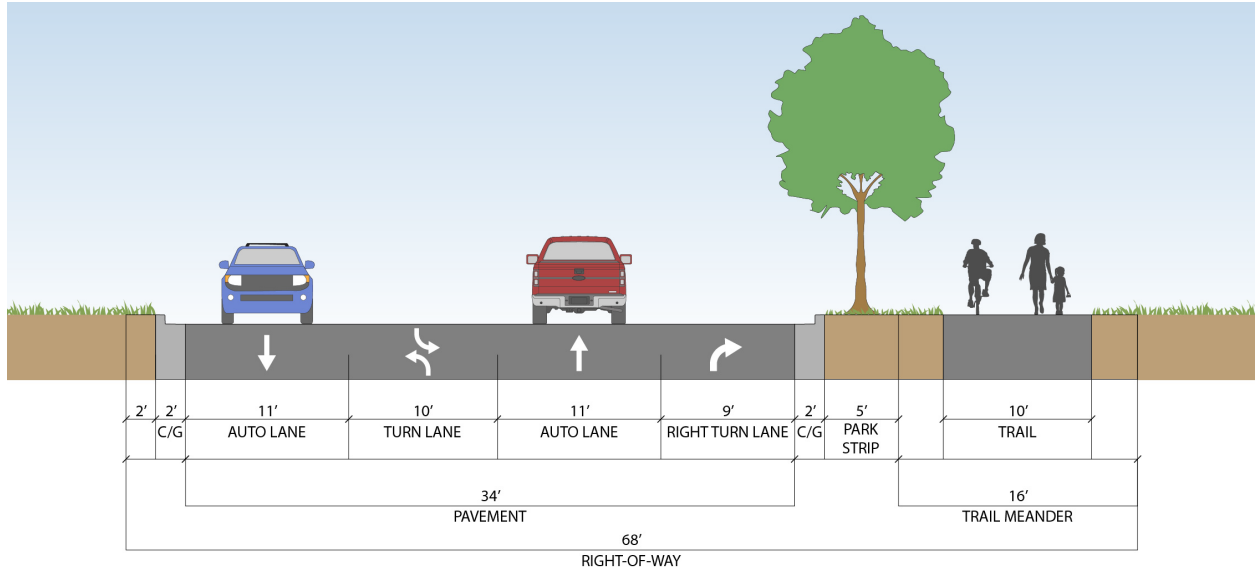 2’ 2’ 11’ 10’ 11’ 9’ 2’ 5’ 10’
C/G AUTO LANE TURN LANE AUTO LANE RIGHT TURN LANE C/G PARK TRAIL
STRIP
34’ 16’
PAVEMENT TRAIL MEANDER
68’
RIGHT-OF-WAY